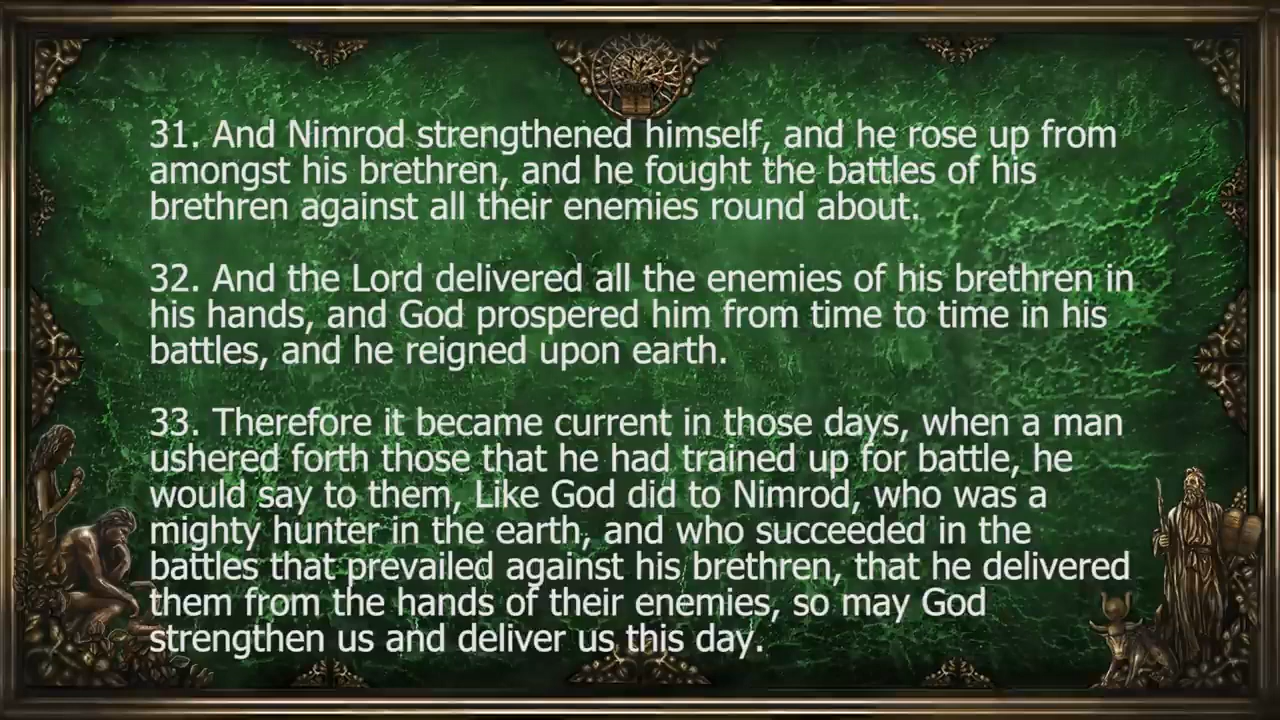 31. And Nimrod strengthened himself, and he rose up from
amongst his brethren, and he fought the battles of his
brethren against all their enemies round about.
32. And the Lord delivered all the enemies of his brethren in
his hands, and God prospered him from time to time in his
battles, and he reigned upon earth.
33. Therefore it became current in those days, when a man
ushered forth those that he had trained up for battle, he
would say to them, Like God did to Nimrod, who was a
mighty hunter in the earth, and who succeeded in the
battles that prevailed against his brethren, that he delivered
them from the hands of their enemies, so may God
strengthen us and deliver us this day.